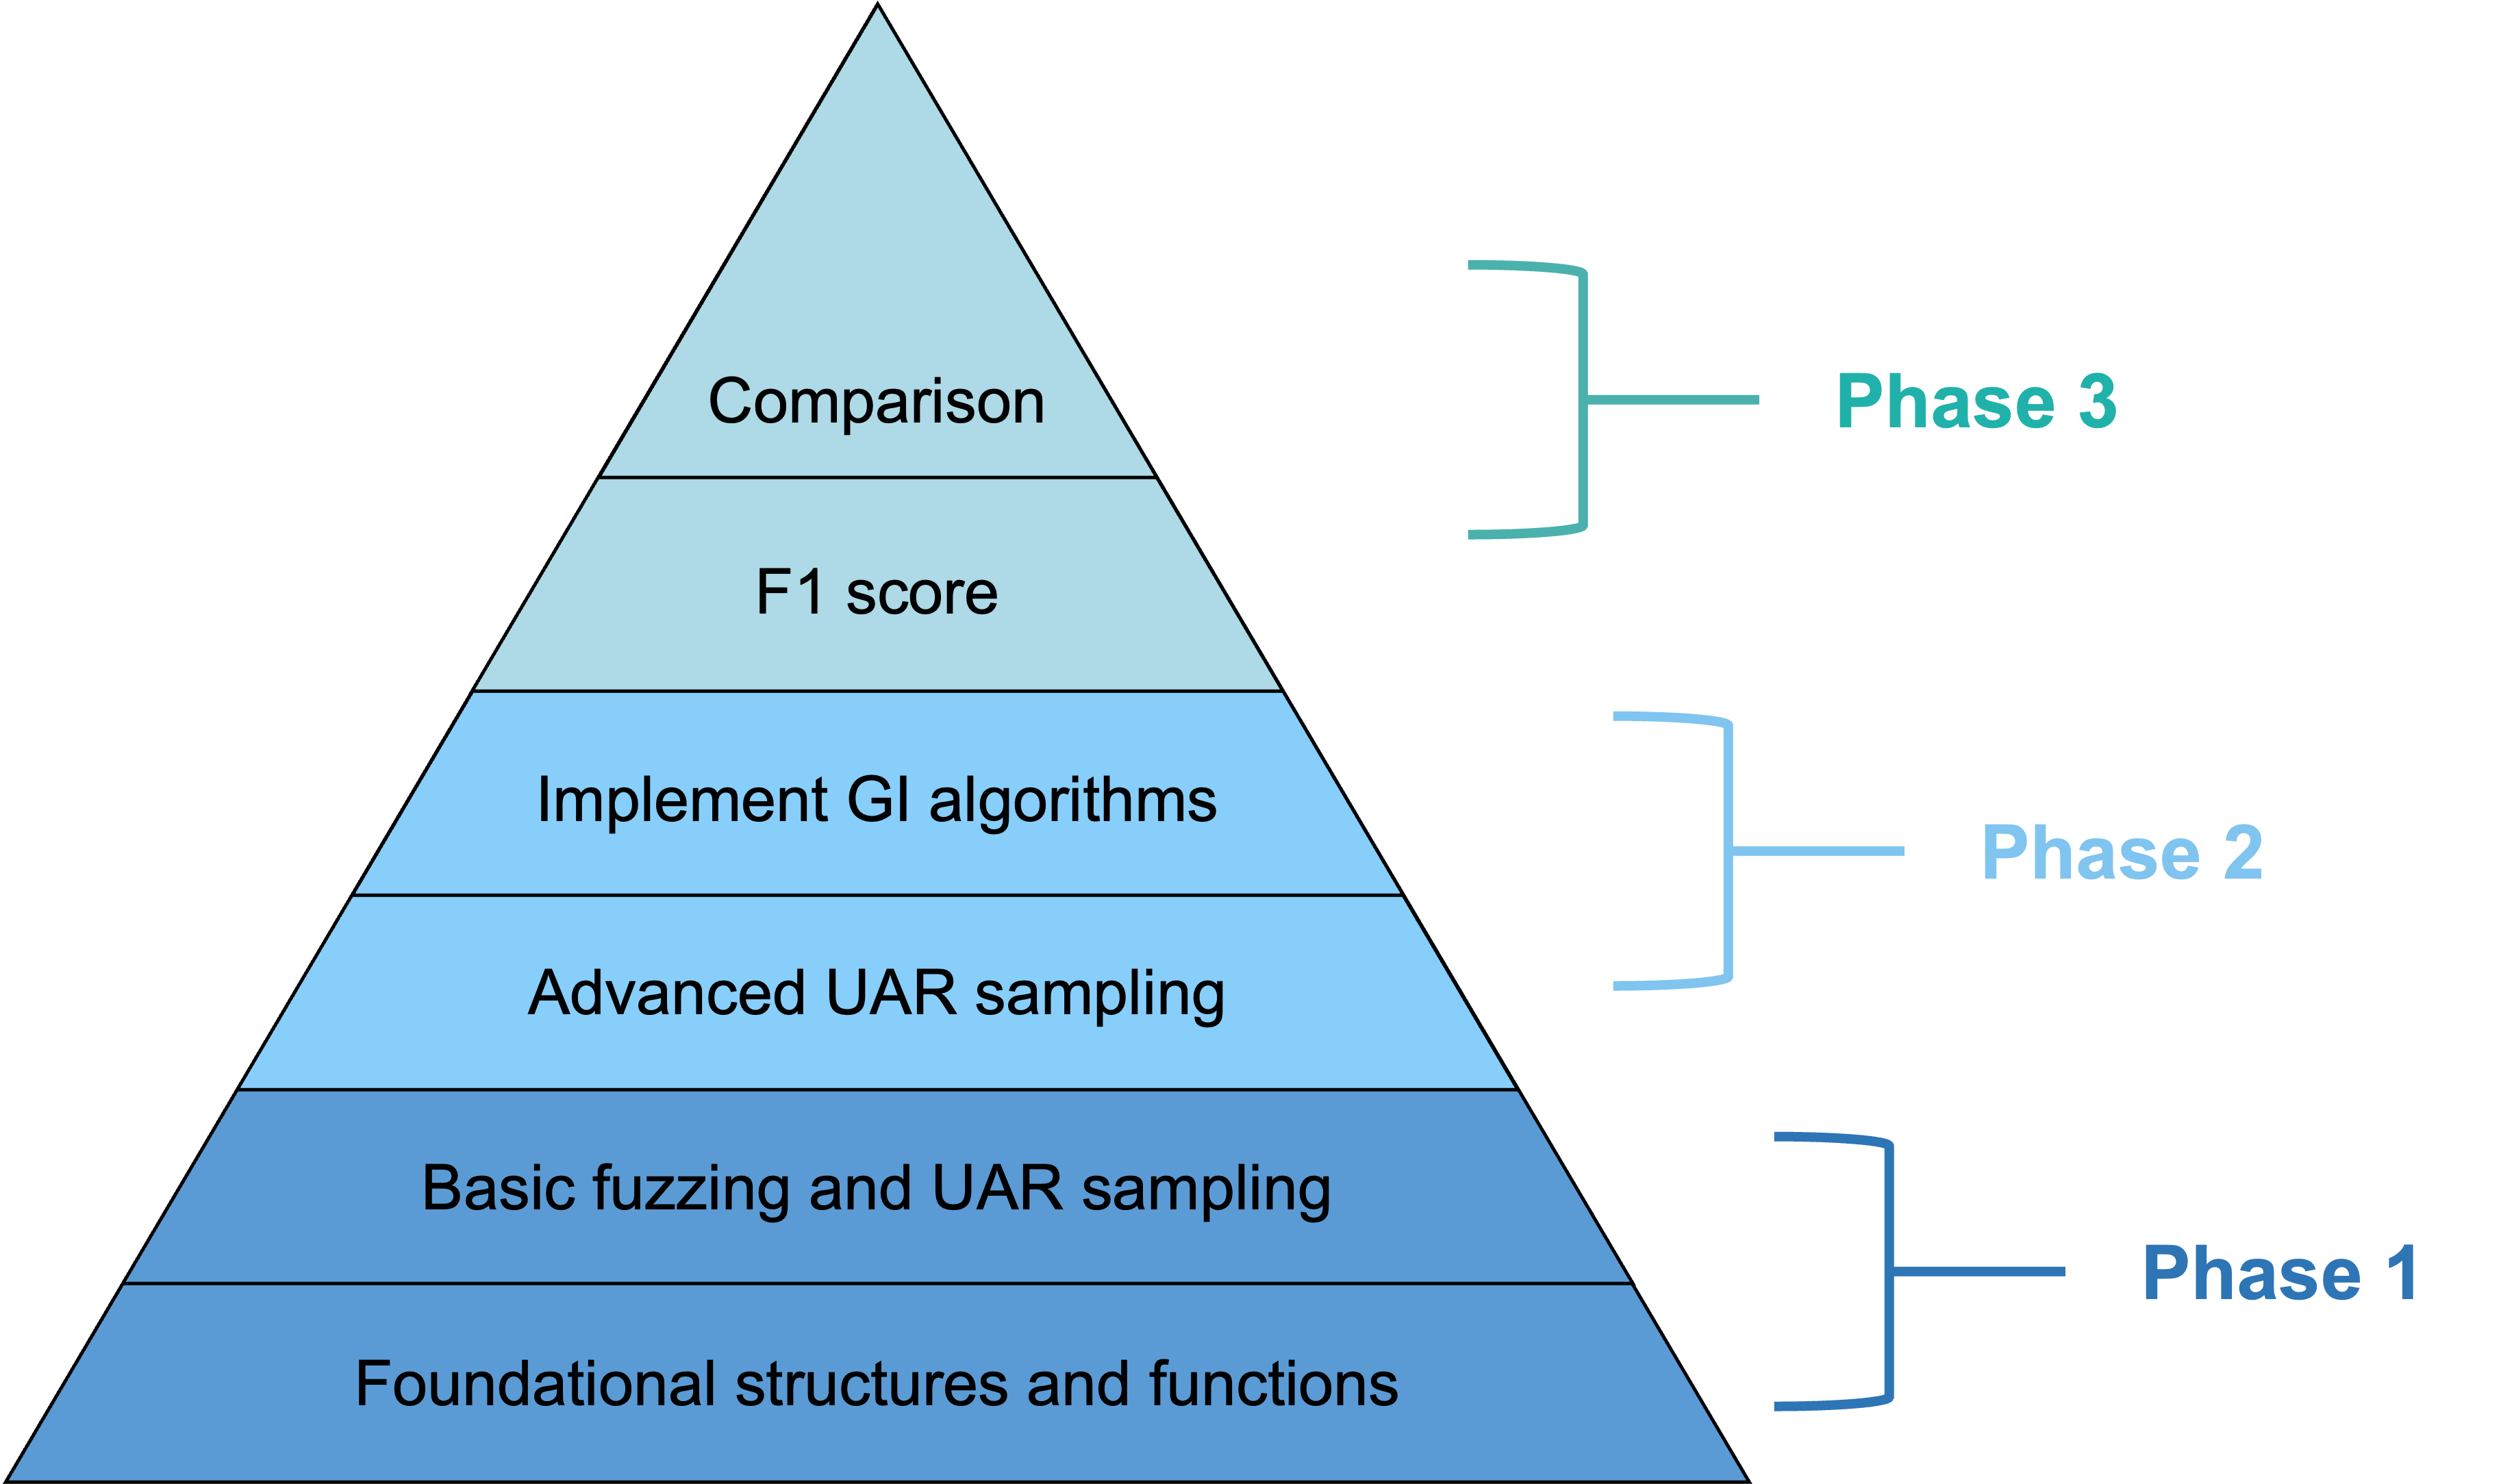 Comparison
Phase 3
F1 score
Implement GI algorithms
Phase 2
Advanced UAR sampling
Basic fuzzing and UAR sampling
Phase 1
Foundational structures and functions